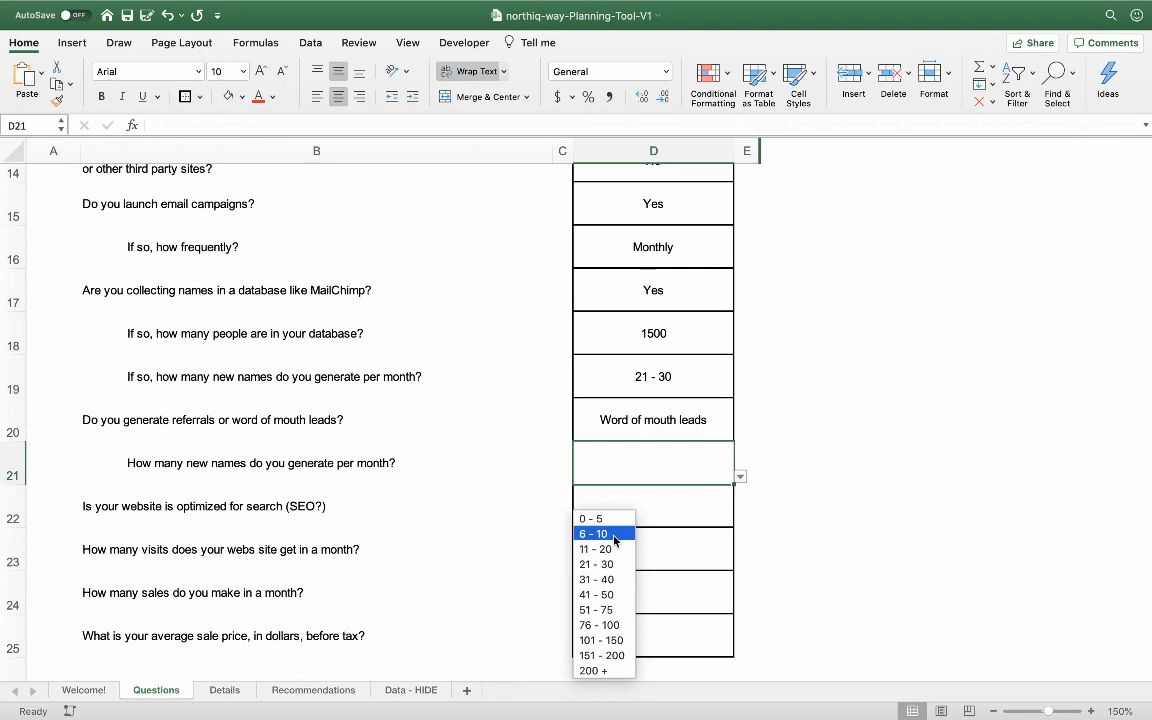 AutoSave OFF northiq-way-Planning-Tool-V1
Home Insert Draw Page Layout Formulas Data Review View Developer Tell me Share Comments
Paste Arial 10 A A Wrap Text General Conditional Formatting Format as Table Cell Styles Insert Delete Format Sort & Filter Find & Select Ideas
B I U A Merge & Center $ % 9
D21 fx
A B C D E
14 or other third party sites?
15 Do you launch email campaigns? Yes
16 If so, how frequently? Monthly
17 Are you collecting names in a database like MailChimp? Yes
18 If so, how many people are in your database? 1500
19 If so, how many new names do you generate per month? 21 - 30
20 Do you generate referrals or word of mouth leads? Word of mouth leads
21 How many new names do you generate per month?
22 Is your website is optimized for search (SEO?)
23 How many visits does your webs site get in a month?
24 How many sales do you make in a month?
25 What is your average sale price, in dollars, before tax?
0 - 5
6 - 10
11 - 20
21 - 30
31 - 40
41 - 50
51 - 75
76 - 100
101 - 150
151 - 200
200 +
Welcome! Questions Details Recommendations Data - HIDE +
Ready 150%